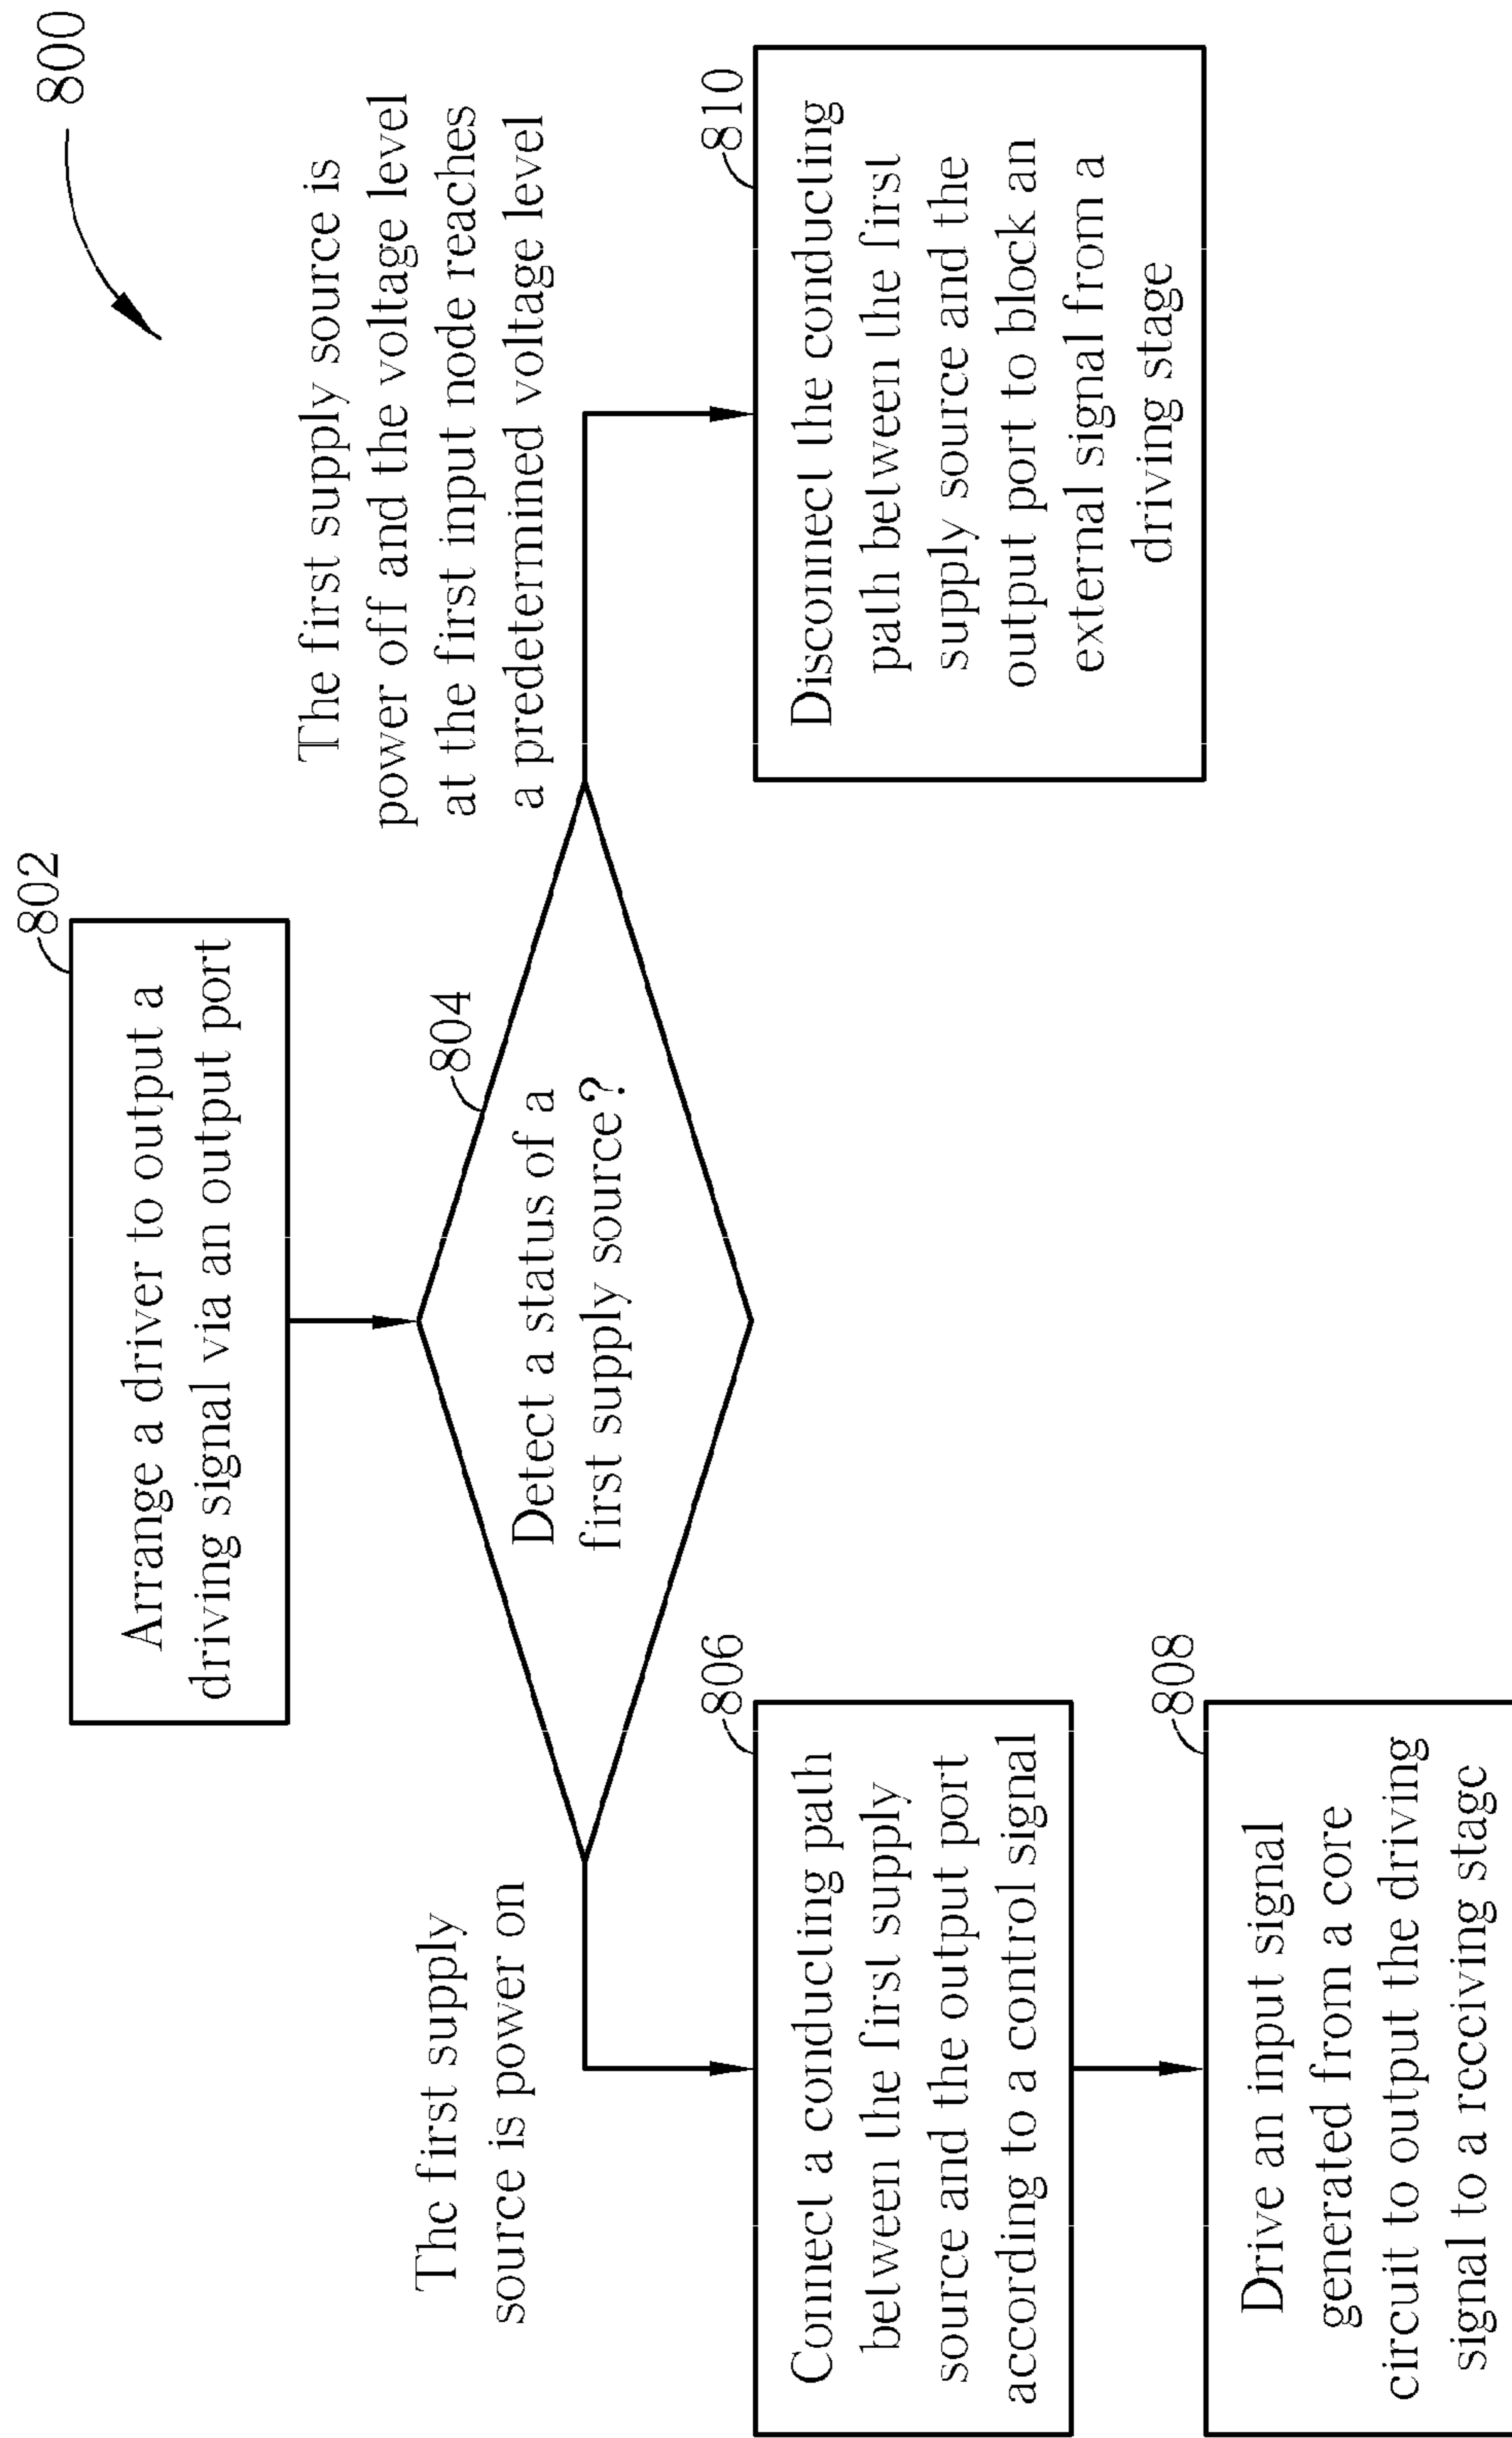 800
802
Arrange a driver to output a
driving signal via an output port
804
Detect a status of a
first supply source?
The first supply
source is power on
The first supply source is
power off and the voltage level
at the first input node reaches
a predetermined voltage level
806
Connect a conducting path
between the first supply
source and the output port
according to a control signal
808
Drive an input signal
generated from a core
circuit to output the driving
signal to a receiving stage
810
Disconnect the conducting
path between the first
supply source and the
output port to block an
external signal from a
driving stage